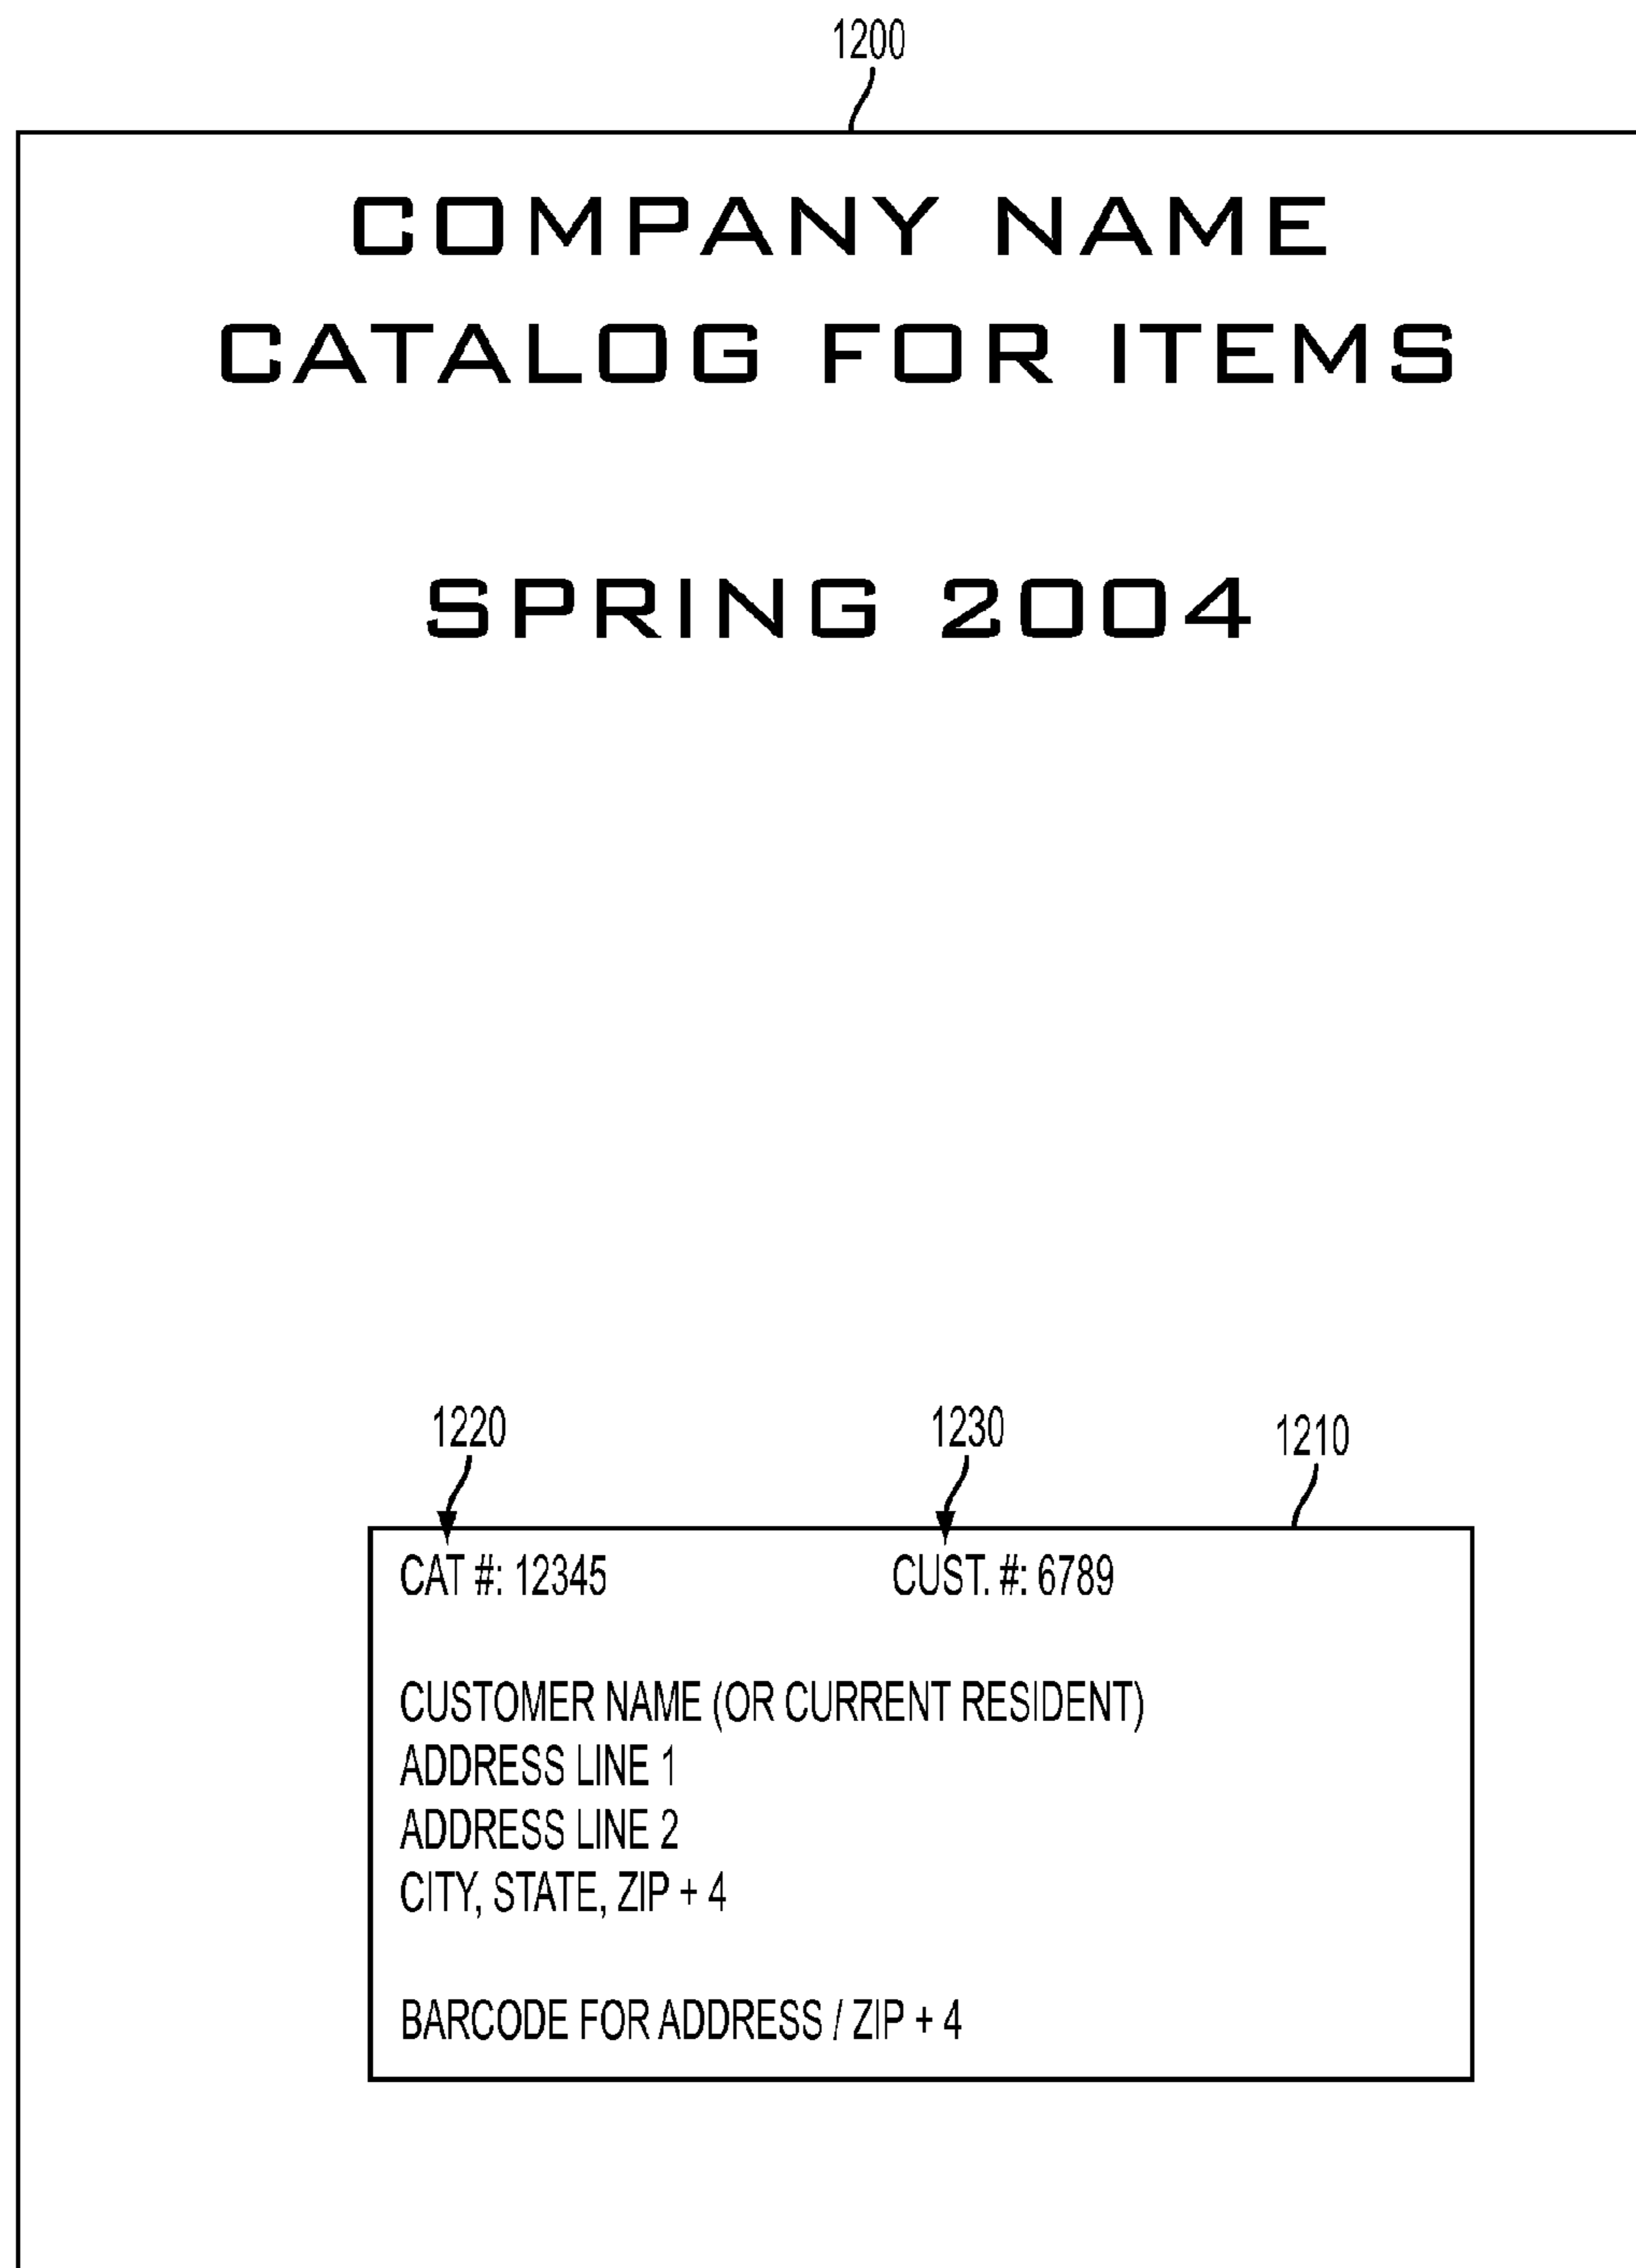 1200
COMPANY NAME
CATALOG FOR ITEMS
SPRING 2004
1220 1230 1210
CAT #: 12345 CUST. #: 6789
CUSTOMER NAME (OR CURRENT RESIDENT)
ADDRESS LINE 1
ADDRESS LINE 2
CITY, STATE, ZIP + 4
BARCODE FOR ADDRESS / ZIP + 4